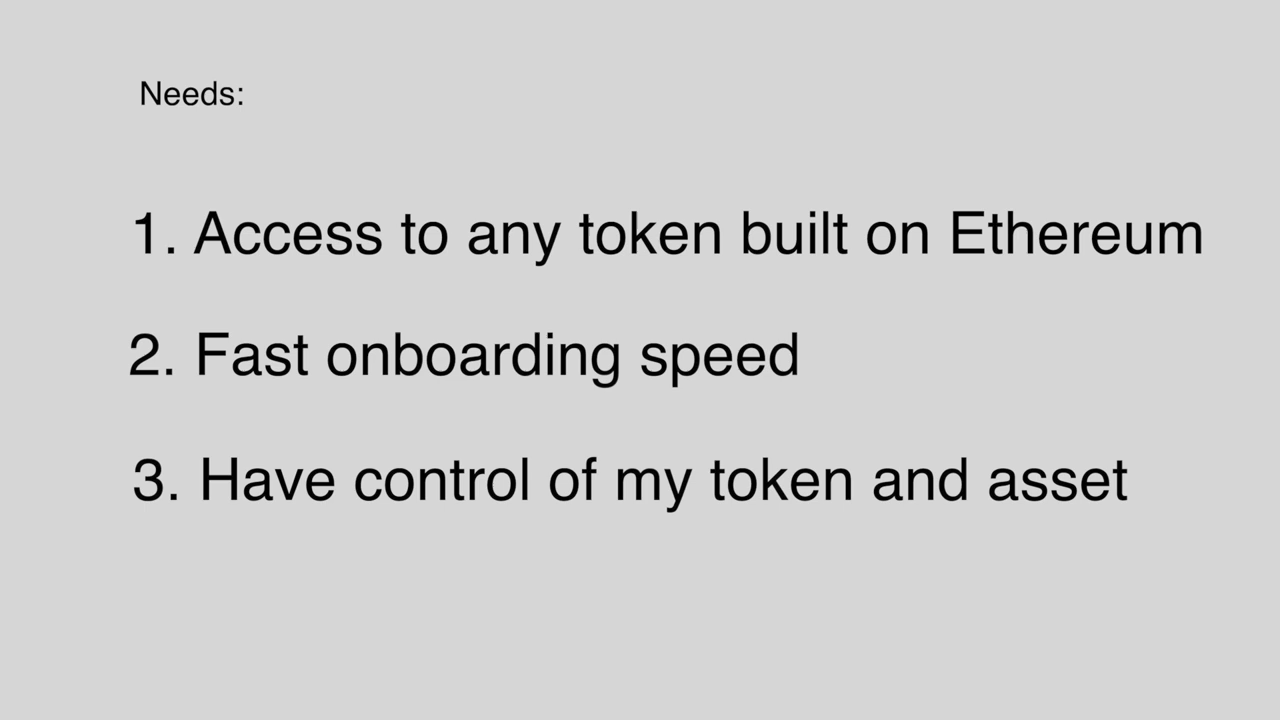 Needs:
1. Access to any token built on Ethereum
2. Fast onboarding speed
3. Have control of my token and asset